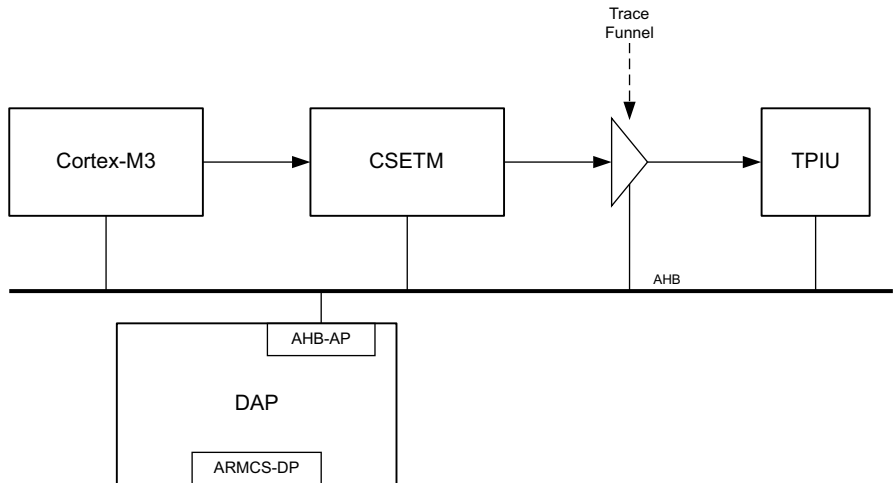 Trace
Funnel
Cortex-M3
CSETM
TPIU
AHB
AHB-AP
DAP
ARMCS-DP